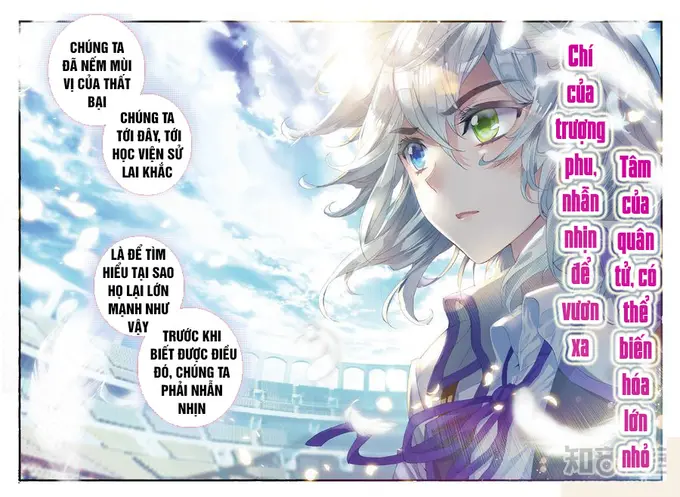 CHÚNG TA
ĐÃ NẾM MÙI
VỊ CỦA THẤT
BẠI
CHÚNG TA
TỚI ĐÂY, TỚI
HỌC VIỆN SỬ
LAI KHẮC
LÀ ĐỂ TÌM
HIỂU TẠI SAO
HỌ LẠI LỚN
MẠNH NHƯ
VẬY
TRƯỚC KHI
BIẾT ĐƯỢC ĐIỀU
ĐÓ, CHÚNG TA
PHẢI NHẪN
NHỊN
Chí
của
trượng
phu,
nhẫn
nhịn
để
vươn
xa
Tâm
của
quân
tử, có
thể
biến
hóa
lớn
nhỏ